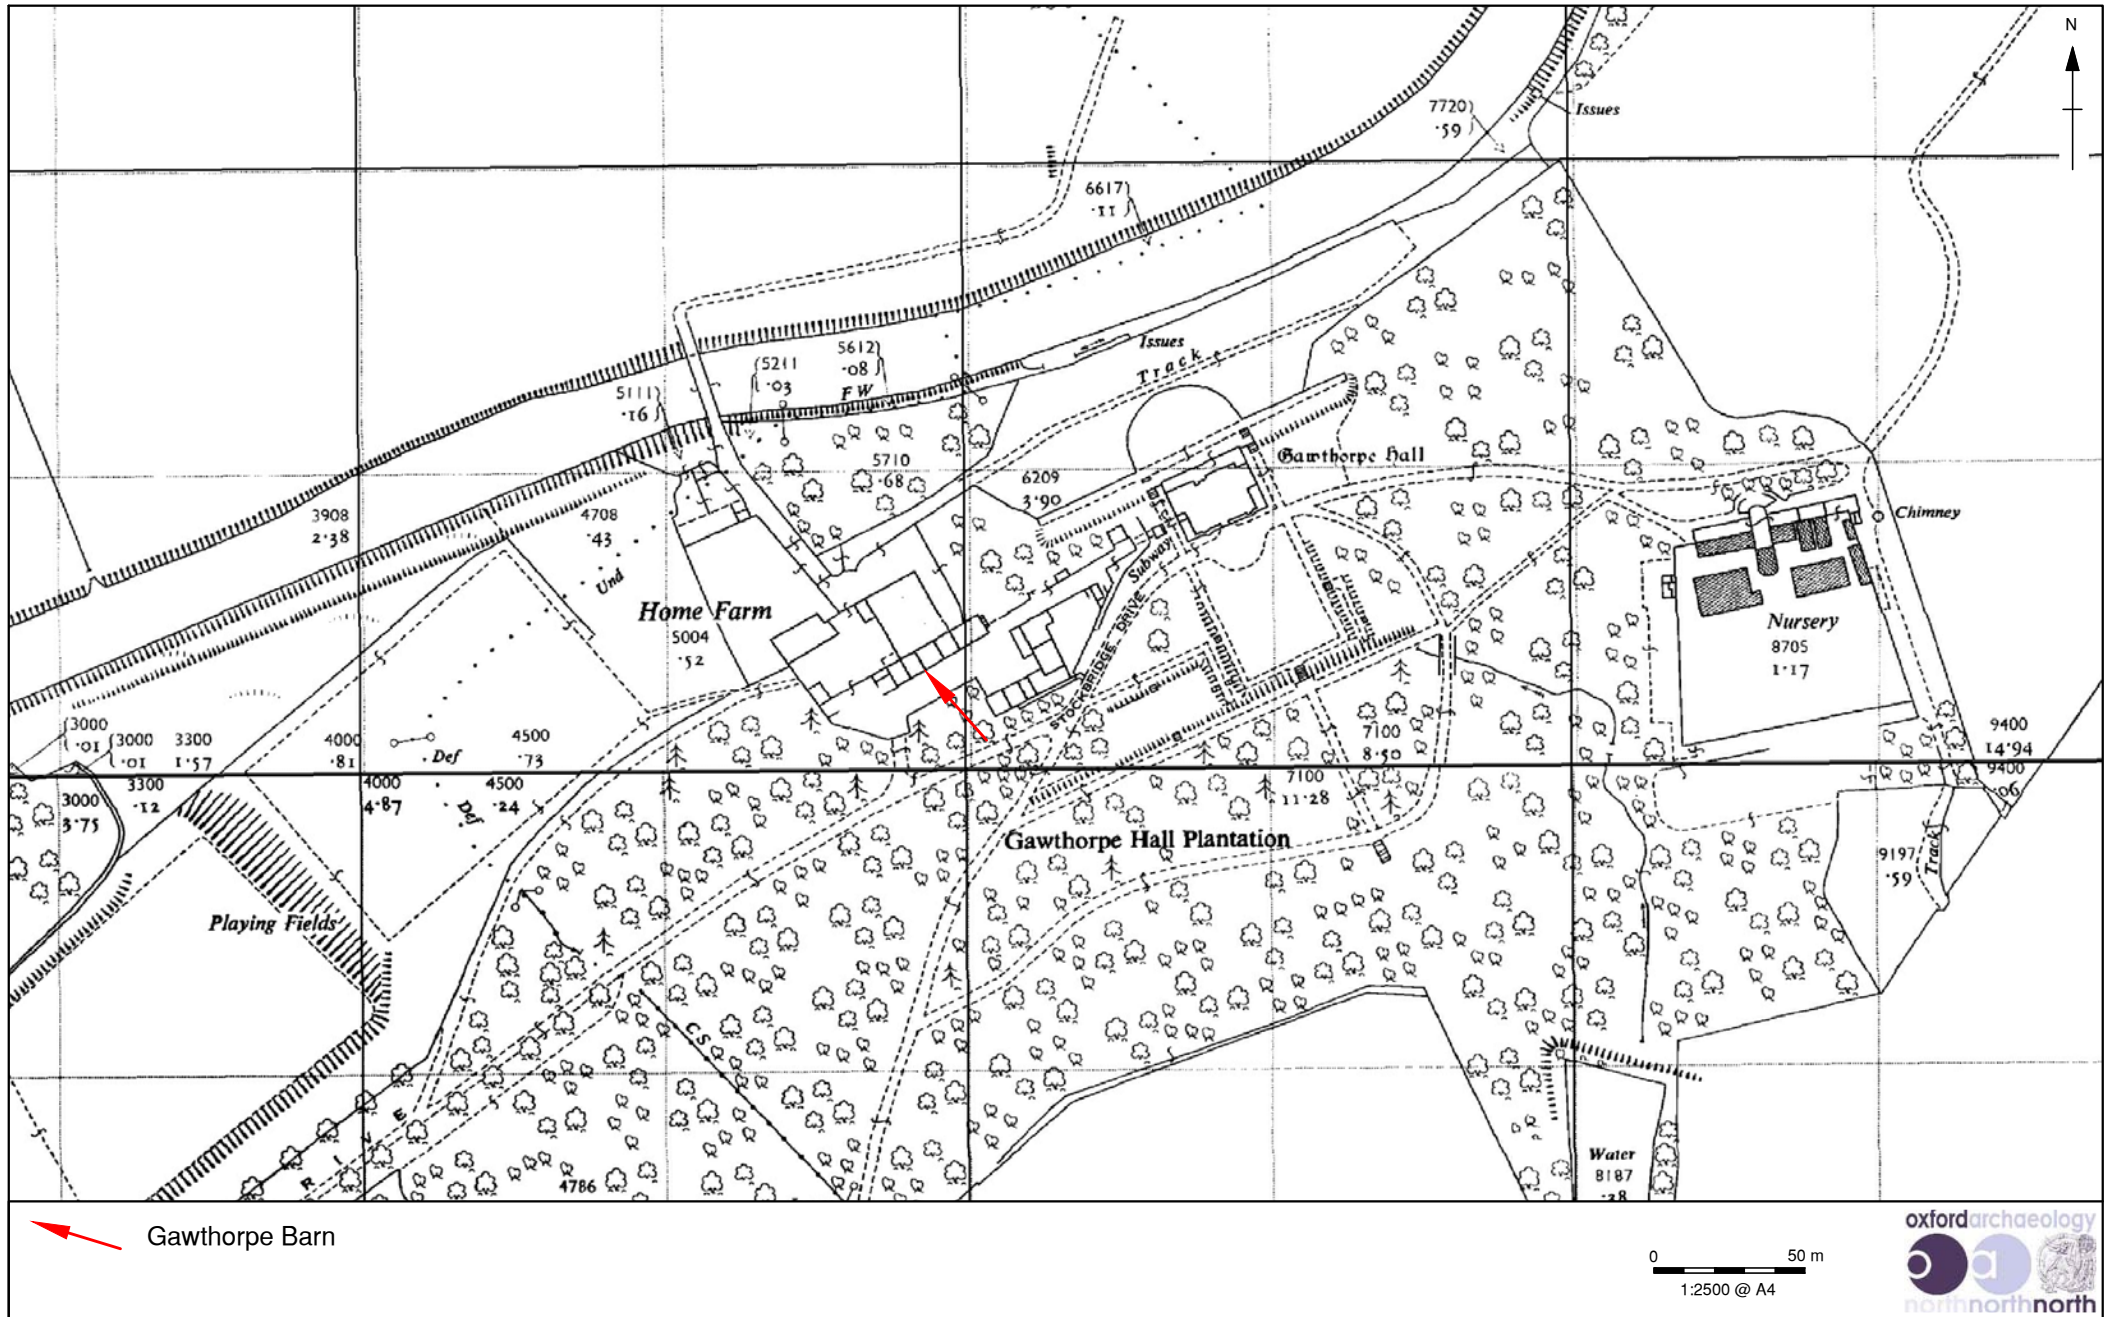 N
Issues
7720
·59
6617
·11
Issues
Track
5612
·08
5211
·03
F W
5111
·16
Gawthorpe Hall
5710
·68
6209
3·90
3908
2·38
4708
·43
Chimney
Und
Subway
Home Farm
5004
·52
STOCKBRIDGE DRIVE
Nursery
8705
1·17
3000
·01
3000
·01
3300
1·57
4000
·81
Def
4500
·73
7100
8·50
9400
14·94
3000
3·75
3300
·12
4000
4·87
Def
4500
·24
7100
11·28
9400
·06
Gawthorpe Hall Plantation
9197
·59
Track
Playing Fields
C S
R I V E
4786
Water
8187
·28
Gawthorpe Barn
0 50 m
1:2500 @ A4
oxfordarchaeology
oa
northnorthnorth